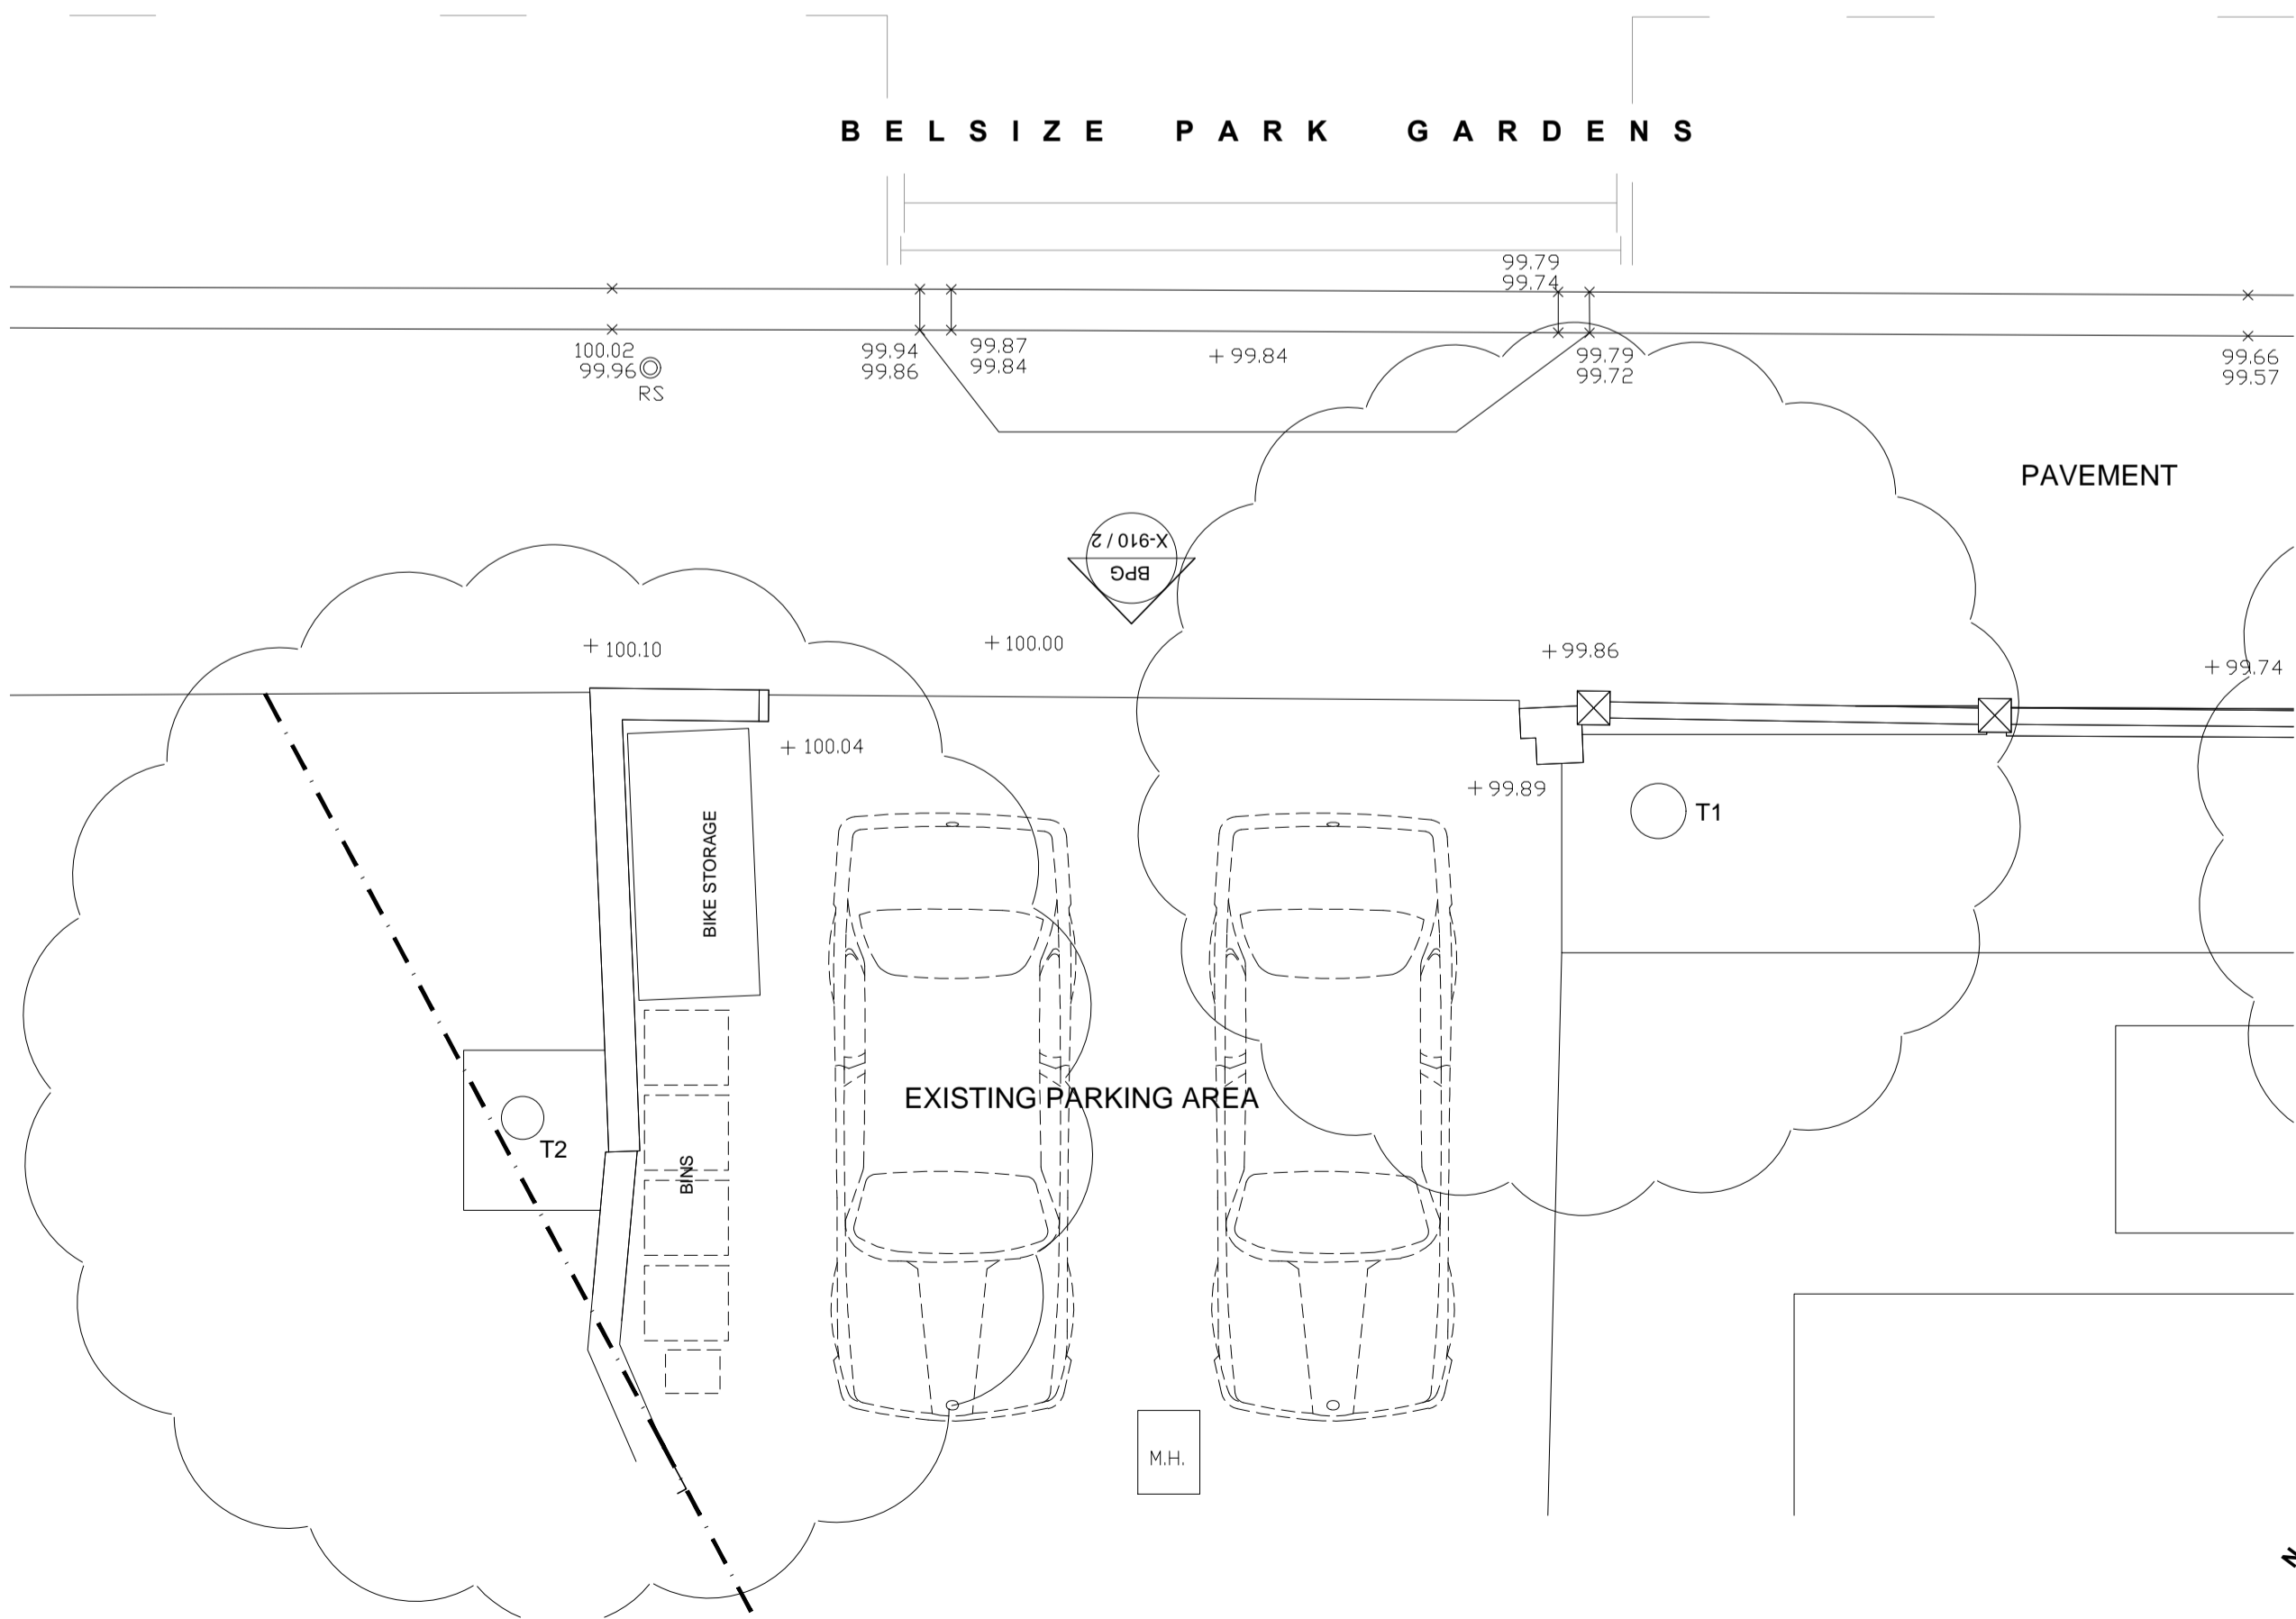 BELSIZE PARK GARDENS
99.79
99.74
100.02
99.96
RS
99.94
99.86
99.87
99.84
+ 99.84
99.79
99.72
99.66
99.57
PAVEMENT
X-910 / 2
BPG
+ 100.10
+ 100.00
+ 99.86
+ 99.74
+ 100.04
+ 99.89
T1
BIKE STORAGE
EXISTING PARKING AREA
T2
BINS
M.H.
N